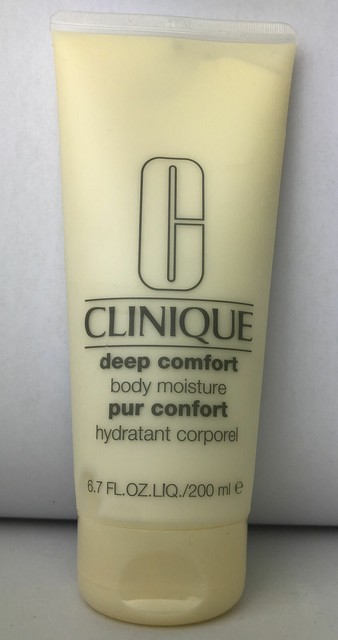 C
CLINIQUE
deep comfort
body moisture
pur confort
hydratant corporel
6.7 FL.OZ.LIQ./200 ml ℮